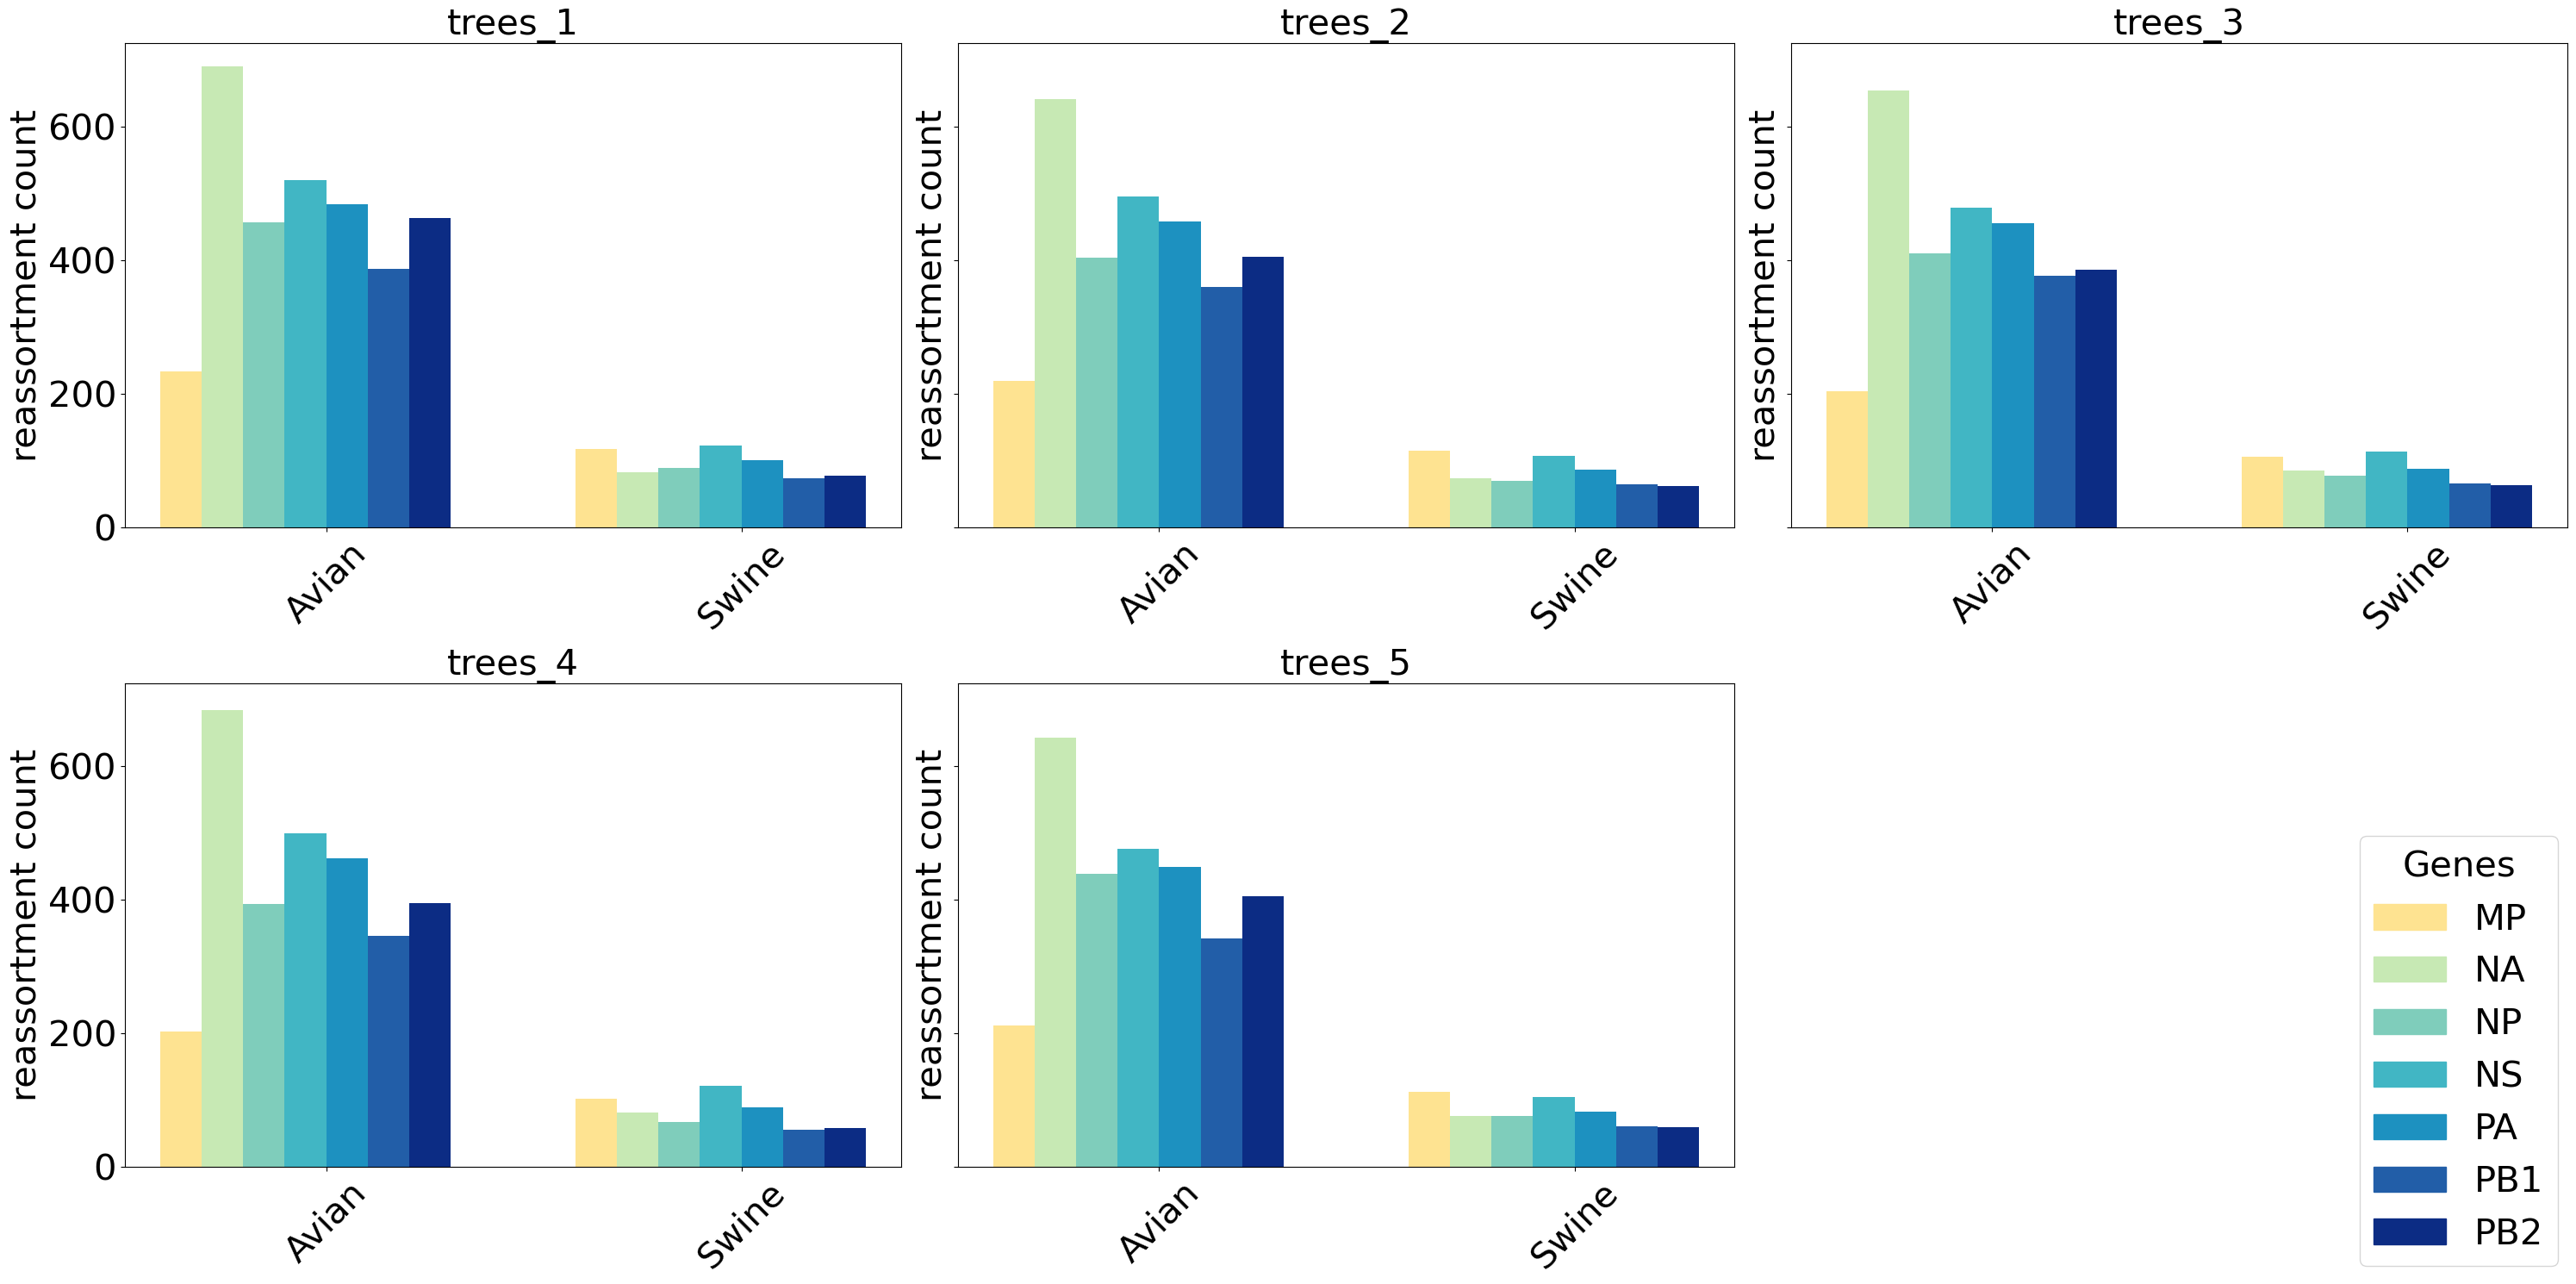 trees_1
reassortment count
600
400
200
0
Avian
Swine
trees_2
reassortment count
Avian
Swine
trees_3
reassortment count
Avian
Swine
trees_4
reassortment count
600
400
200
0
Avian
Swine
trees_5
reassortment count
Avian
Swine
Genes
MP
NA
NP
NS
PA
PB1
PB2